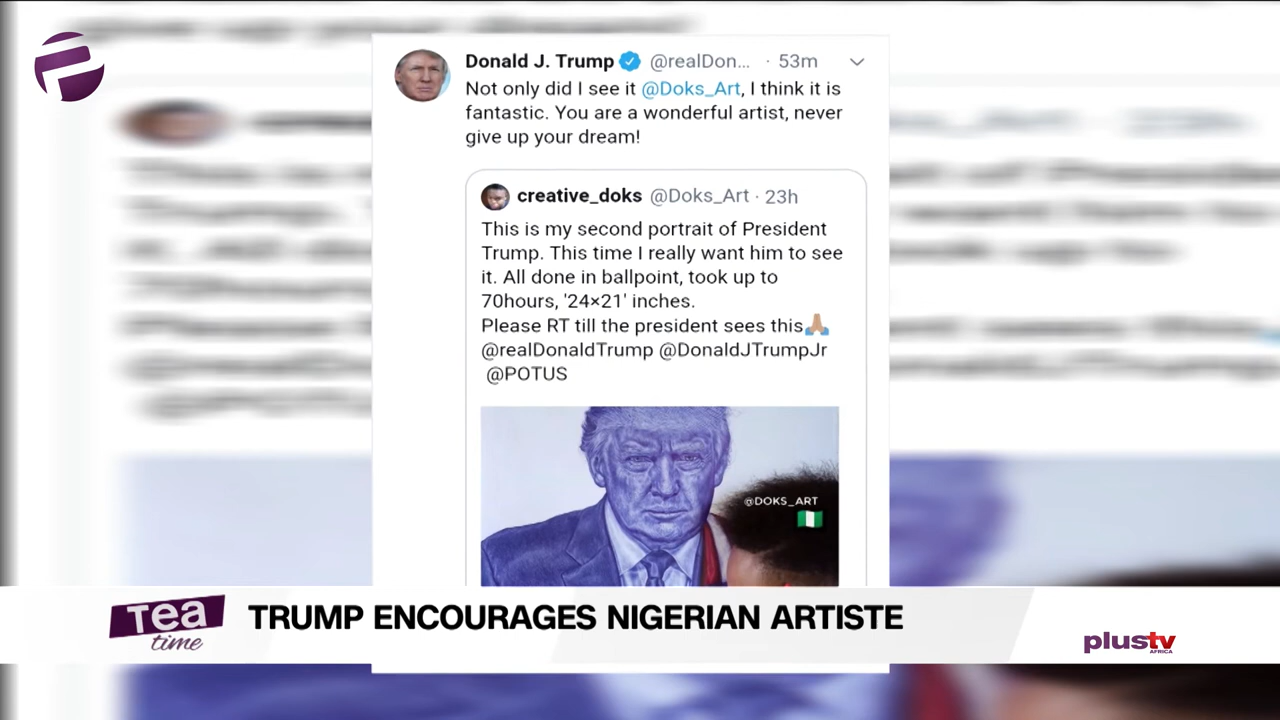 Donald J. Trump @realDon... · 53m
Not only did I see it @Doks_Art, I think it is
fantastic. You are a wonderful artist, never
give up your dream!
creative_doks @Doks_Art · 23h
This is my second portrait of President
Trump. This time I really want him to see
it. All done in ballpoint, took up to
70hours, '24×21' inches.
Please RT till the president sees this🙏🏽
@realDonaldTrump @DonaldJTrumpJr
@POTUS
@DOKS_ART
Tea
time
TRUMP ENCOURAGES NIGERIAN ARTISTE
plustv
AFRICA